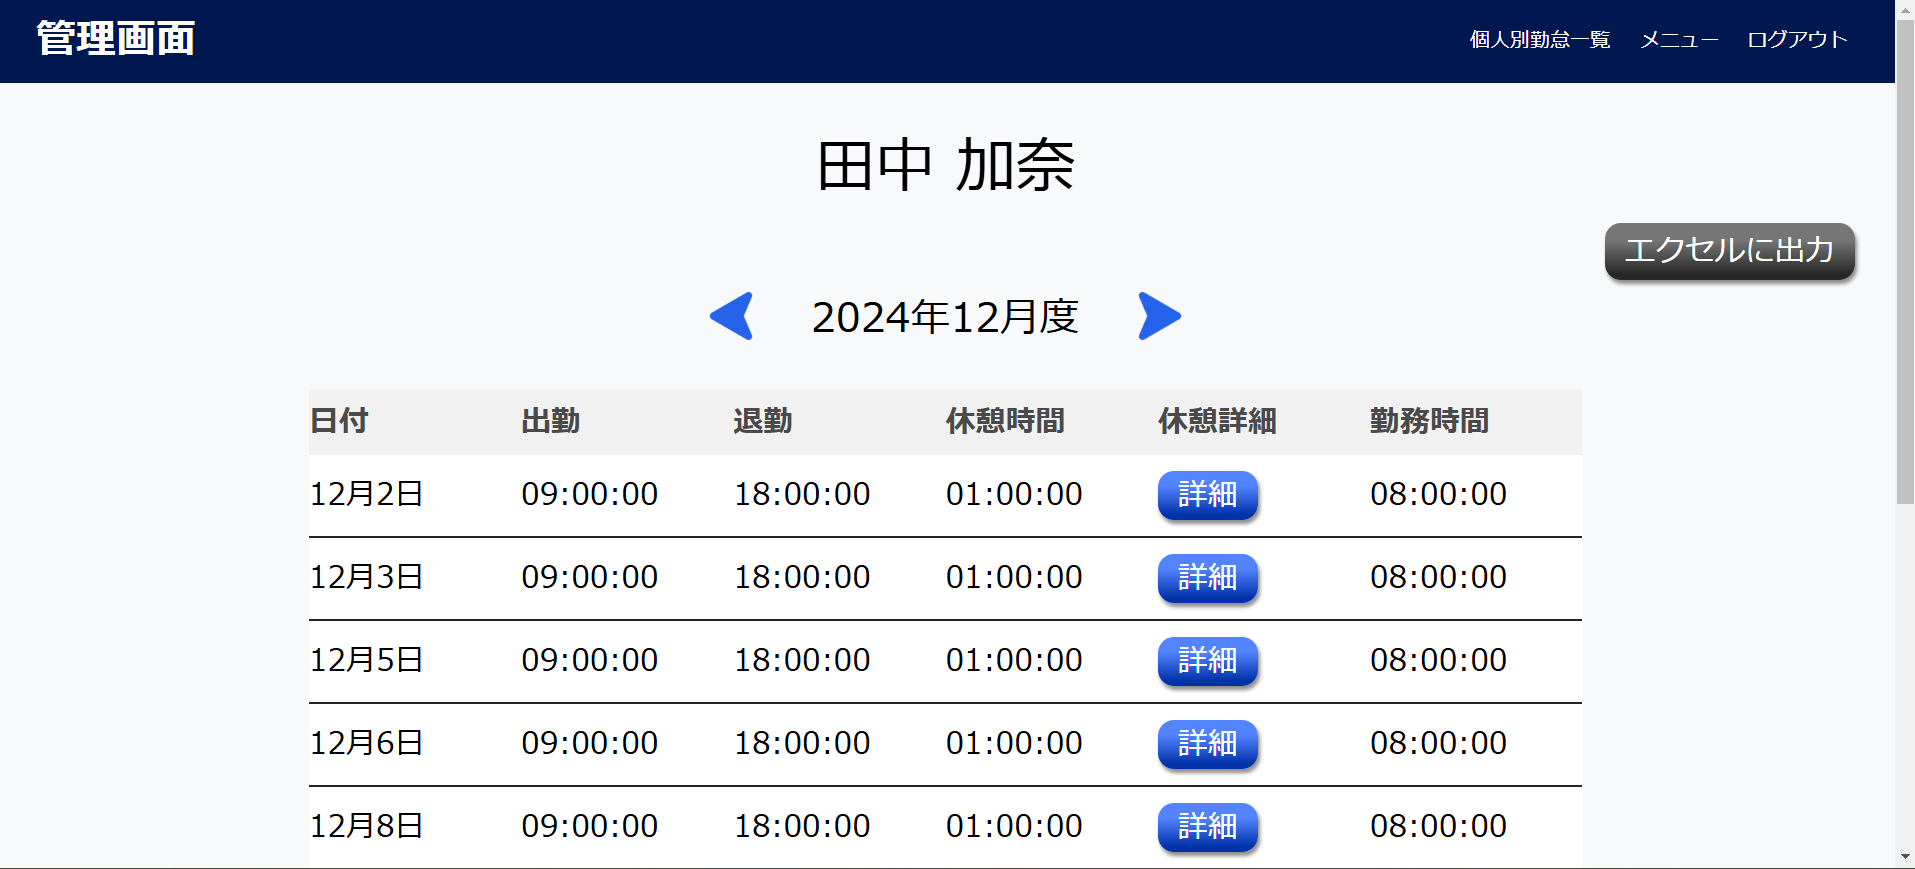 管理画面
個人別勤怠一覧 メニュー ログアウト
田中 加奈
エクセルに出力
2024年12月度
日付 出勤 退勤 休憩時間 休憩詳細 勤務時間
12月2日 09:00:00 18:00:00 01:00:00 詳細 08:00:00
12月3日 09:00:00 18:00:00 01:00:00 詳細 08:00:00
12月5日 09:00:00 18:00:00 01:00:00 詳細 08:00:00
12月6日 09:00:00 18:00:00 01:00:00 詳細 08:00:00
12月8日 09:00:00 18:00:00 01:00:00 詳細 08:00:00